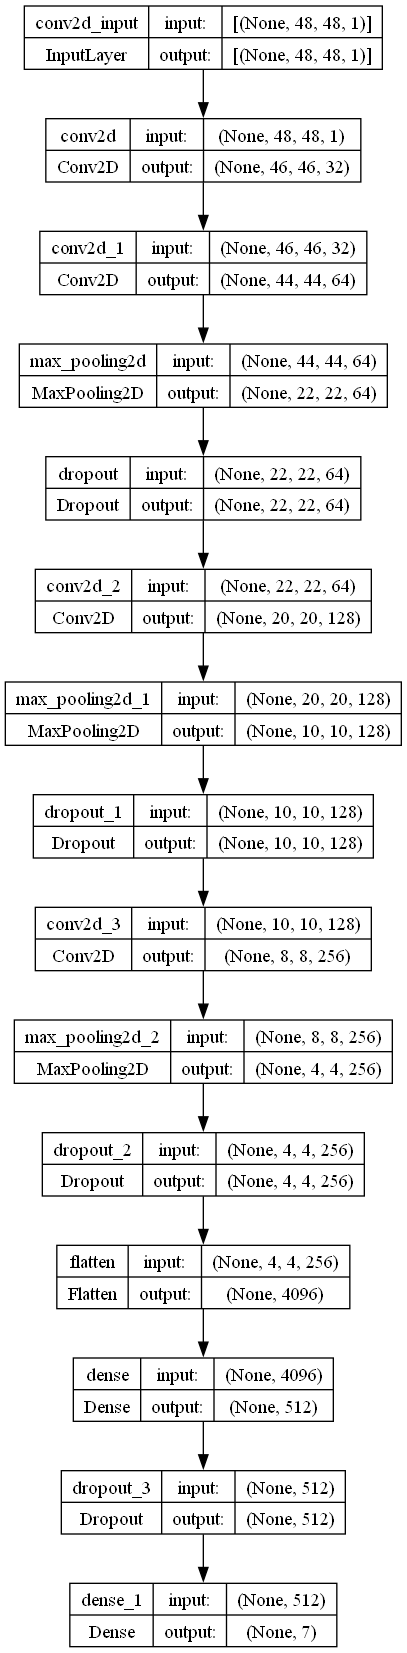 conv2d_input input: [(None, 48, 48, 1)]
InputLayer output: [(None, 48, 48, 1)]
conv2d input: (None, 48, 48, 1)
Conv2D output: (None, 46, 46, 32)
conv2d_1 input: (None, 46, 46, 32)
Conv2D output: (None, 44, 44, 64)
max_pooling2d input: (None, 44, 44, 64)
MaxPooling2D output: (None, 22, 22, 64)
dropout input: (None, 22, 22, 64)
Dropout output: (None, 22, 22, 64)
conv2d_2 input: (None, 22, 22, 64)
Conv2D output: (None, 20, 20, 128)
max_pooling2d_1 input: (None, 20, 20, 128)
MaxPooling2D output: (None, 10, 10, 128)
dropout_1 input: (None, 10, 10, 128)
Dropout output: (None, 10, 10, 128)
conv2d_3 input: (None, 10, 10, 128)
Conv2D output: (None, 8, 8, 256)
max_pooling2d_2 input: (None, 8, 8, 256)
MaxPooling2D output: (None, 4, 4, 256)
dropout_2 input: (None, 4, 4, 256)
Dropout output: (None, 4, 4, 256)
flatten input: (None, 4, 4, 256)
Flatten output: (None, 4096)
dense input: (None, 4096)
Dense output: (None, 512)
dropout_3 input: (None, 512)
Dropout output: (None, 512)
dense_1 input: (None, 512)
Dense output: (None, 7)